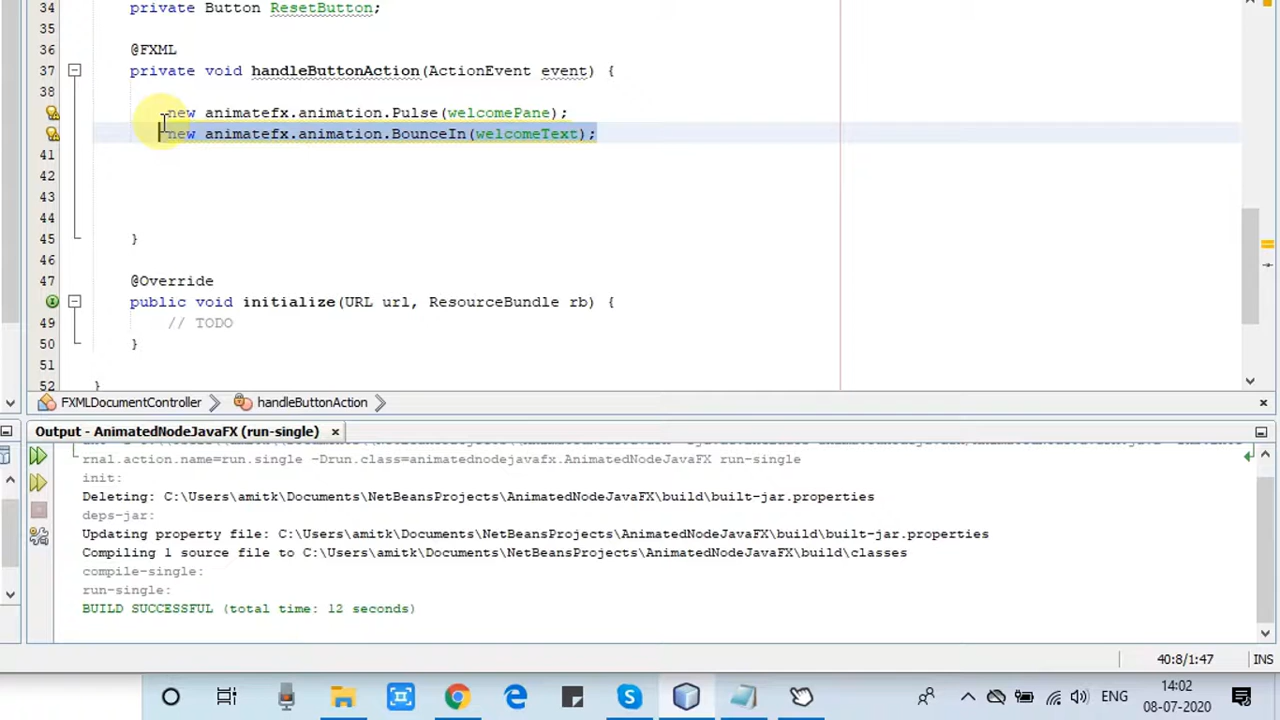 34 private Button ResetButton;
35
36 @FXML
37 private void handleButtonAction(ActionEvent event) {
38
new animatefx.animation.Pulse(welcomePane);
new animatefx.animation.BounceIn(welcomeText);
41
42
43
44
45 }
46
47 @Override
public void initialize(URL url, ResourceBundle rb) {
49 // TODO
50 }
51
52 }
FXMLDocumentController handleButtonAction
Output - AnimatedNodeJavaFX (run-single)
rnal.action.name=run.single -Drun.class=animatednodejavafx.AnimatedNodeJavaFX run-single
init:
Deleting: C:\Users\amitk\Documents\NetBeansProjects\AnimatedNodeJavaFX\build\built-jar.properties
deps-jar:
Updating property file: C:\Users\amitk\Documents\NetBeansProjects\AnimatedNodeJavaFX\build\built-jar.properties
Compiling 1 source file to C:\Users\amitk\Documents\NetBeansProjects\AnimatedNodeJavaFX\build\classes
compile-single:
run-single:
BUILD SUCCESSFUL (total time: 12 seconds)
40:8/1:47 INS
ENG 14:02
08-07-2020